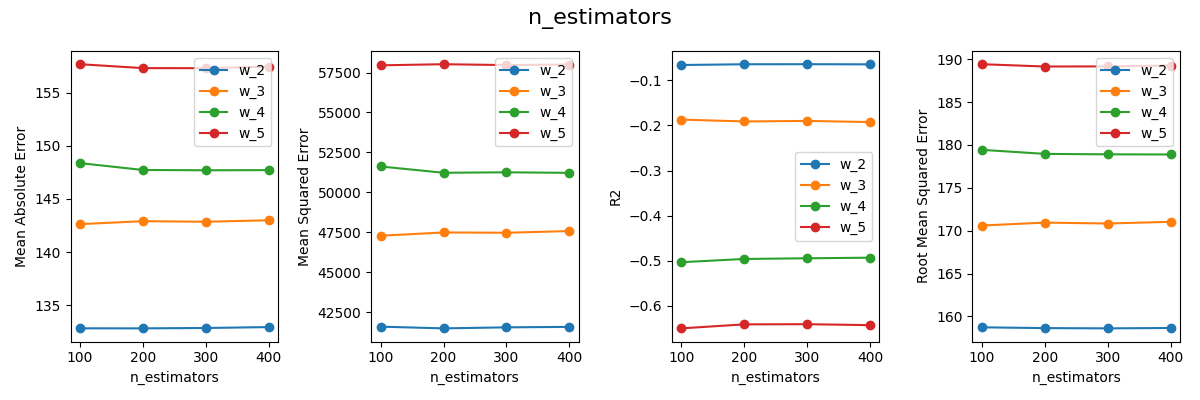 n_estimators
Mean Absolute Error
155
150
145
140
135
100 200 300 400
n_estimators
w_2
w_3
w_4
w_5
Mean Squared Error
57500
55000
52500
50000
47500
45000
42500
100 200 300 400
n_estimators
w_2
w_3
w_4
w_5
R2
−0.1
−0.2
−0.3
−0.4
−0.5
−0.6
100 200 300 400
n_estimators
w_2
w_3
w_4
w_5
Root Mean Squared Error
190
185
180
175
170
165
160
100 200 300 400
n_estimators
w_2
w_3
w_4
w_5